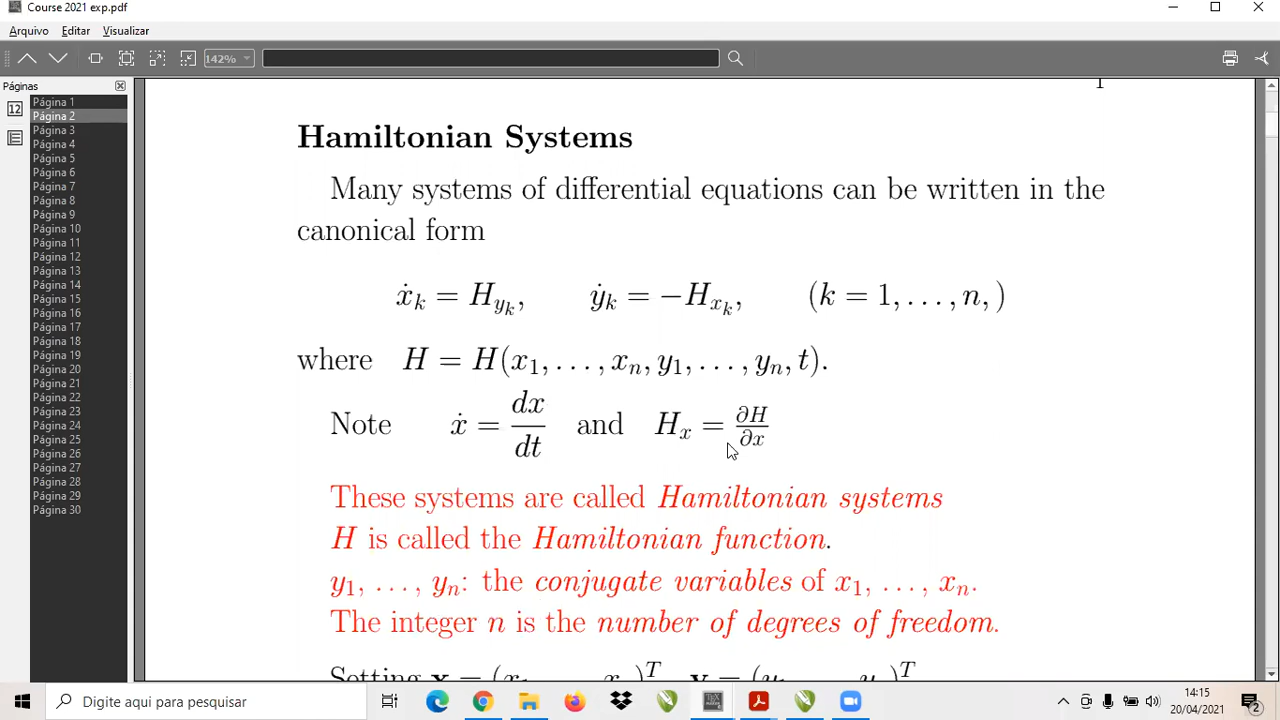 Course 2021 exp.pdf
Arquivo Editar Visualizar
142%
Páginas
12
Página 1
Página 2
Página 3
Página 4
Página 5
Página 6
Página 7
Página 8
Página 9
Página 10
Página 11
Página 12
Página 13
Página 14
Página 15
Página 16
Página 17
Página 18
Página 19
Página 20
Página 21
Página 22
Página 23
Página 24
Página 25
Página 26
Página 27
Página 28
Página 29
Página 30
1
Hamiltonian Systems
Many systems of differential equations can be written in the
canonical form
ẋ_k = H_{y_k}, ẏ_k = −H_{x_k}, (k = 1, . . . , n, )
where H = H(x_1, . . . , x_n, y_1, . . . , y_n, t).
Note ẋ = dx/dt and H_x = ∂H/∂x
These systems are called Hamiltonian systems
H is called the Hamiltonian function.
y_1, . . . , y_n: the conjugate variables of x_1, . . . , x_n.
The integer n is the number of degrees of freedom.
Setting x = (x_1, . . . , x_n)^T, y = (y_1, . . . , y_n)^T
Digite aqui para pesquisar
14:15
20/04/2021
2